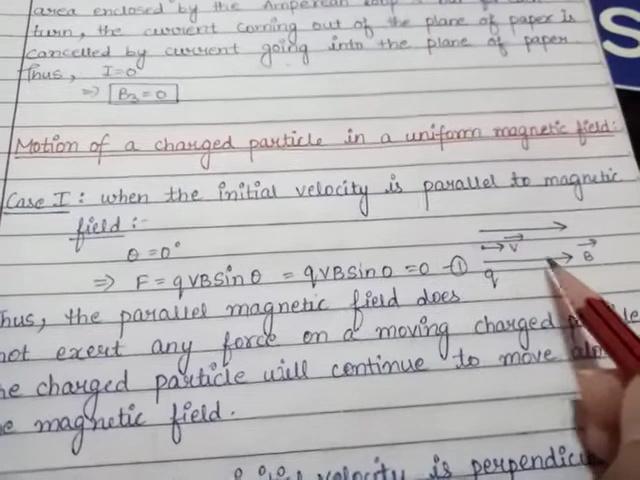 area enclosed by the Amperean loop
turn, the current coming out of the plane of paper is
cancelled by current going into the plane of paper
Thus, I=0
⇒ B₃=0
Motion of a charged particle in a uniform magnetic field:
Case I: when the initial velocity is parallel to magnetic
field:-
θ=0°
⇒ F=qVBsinθ = qVBsin0 =0 -① q V⃗ B⃗
hus, the parallel magnetic field does
not exert any force on a moving charged
he charged particle will continue to move
e magnetic field.
velocity is perpendicu
S